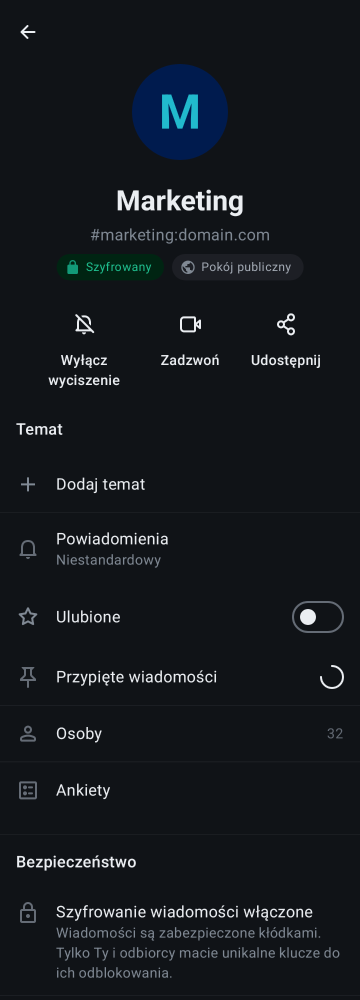 M
Marketing
#marketing:domain.com
Szyfrowany
Pokój publiczny
Wyłącz
wyciszenie
Zadzwoń
Udostępnij
Temat
Dodaj temat
Powiadomienia
Niestandardowy
Ulubione
Przypięte wiadomości
Osoby 32
Ankiety
Bezpieczeństwo
Szyfrowanie wiadomości włączone
Wiadomości są zabezpieczone kłódkami.
Tylko Ty i odbiorcy macie unikalne klucze do
ich odblokowania.